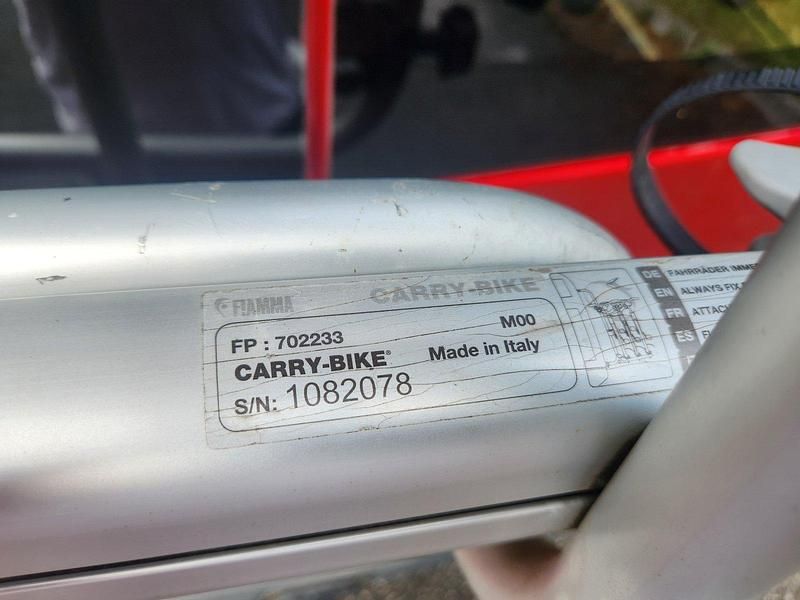 FIAMMA CARRY-BIKE
FP : 702233 M00
CARRY-BIKE® Made in Italy
S/N: 1082078
DE FAHRRÄDER IMME
EN ALWAYS FIX
FR ATTAC
ES